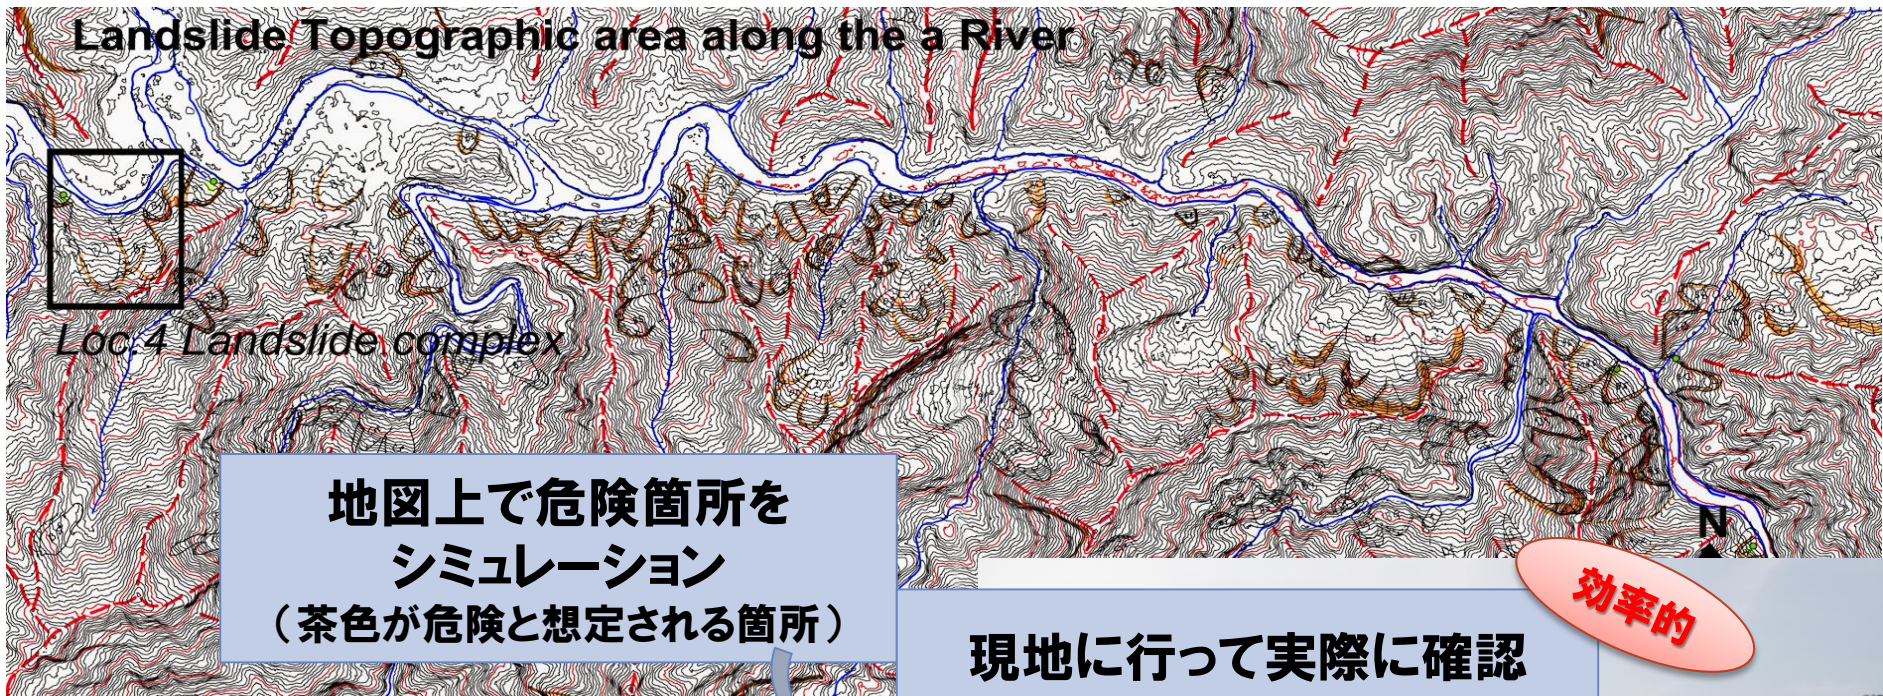 Landslide Topographic area along the a River
Loc.4 Landslide complex
地図上で危険箇所を
シミュレーション
（茶色が危険と想定される箇所）
N
効率的
現地に行って実際に確認